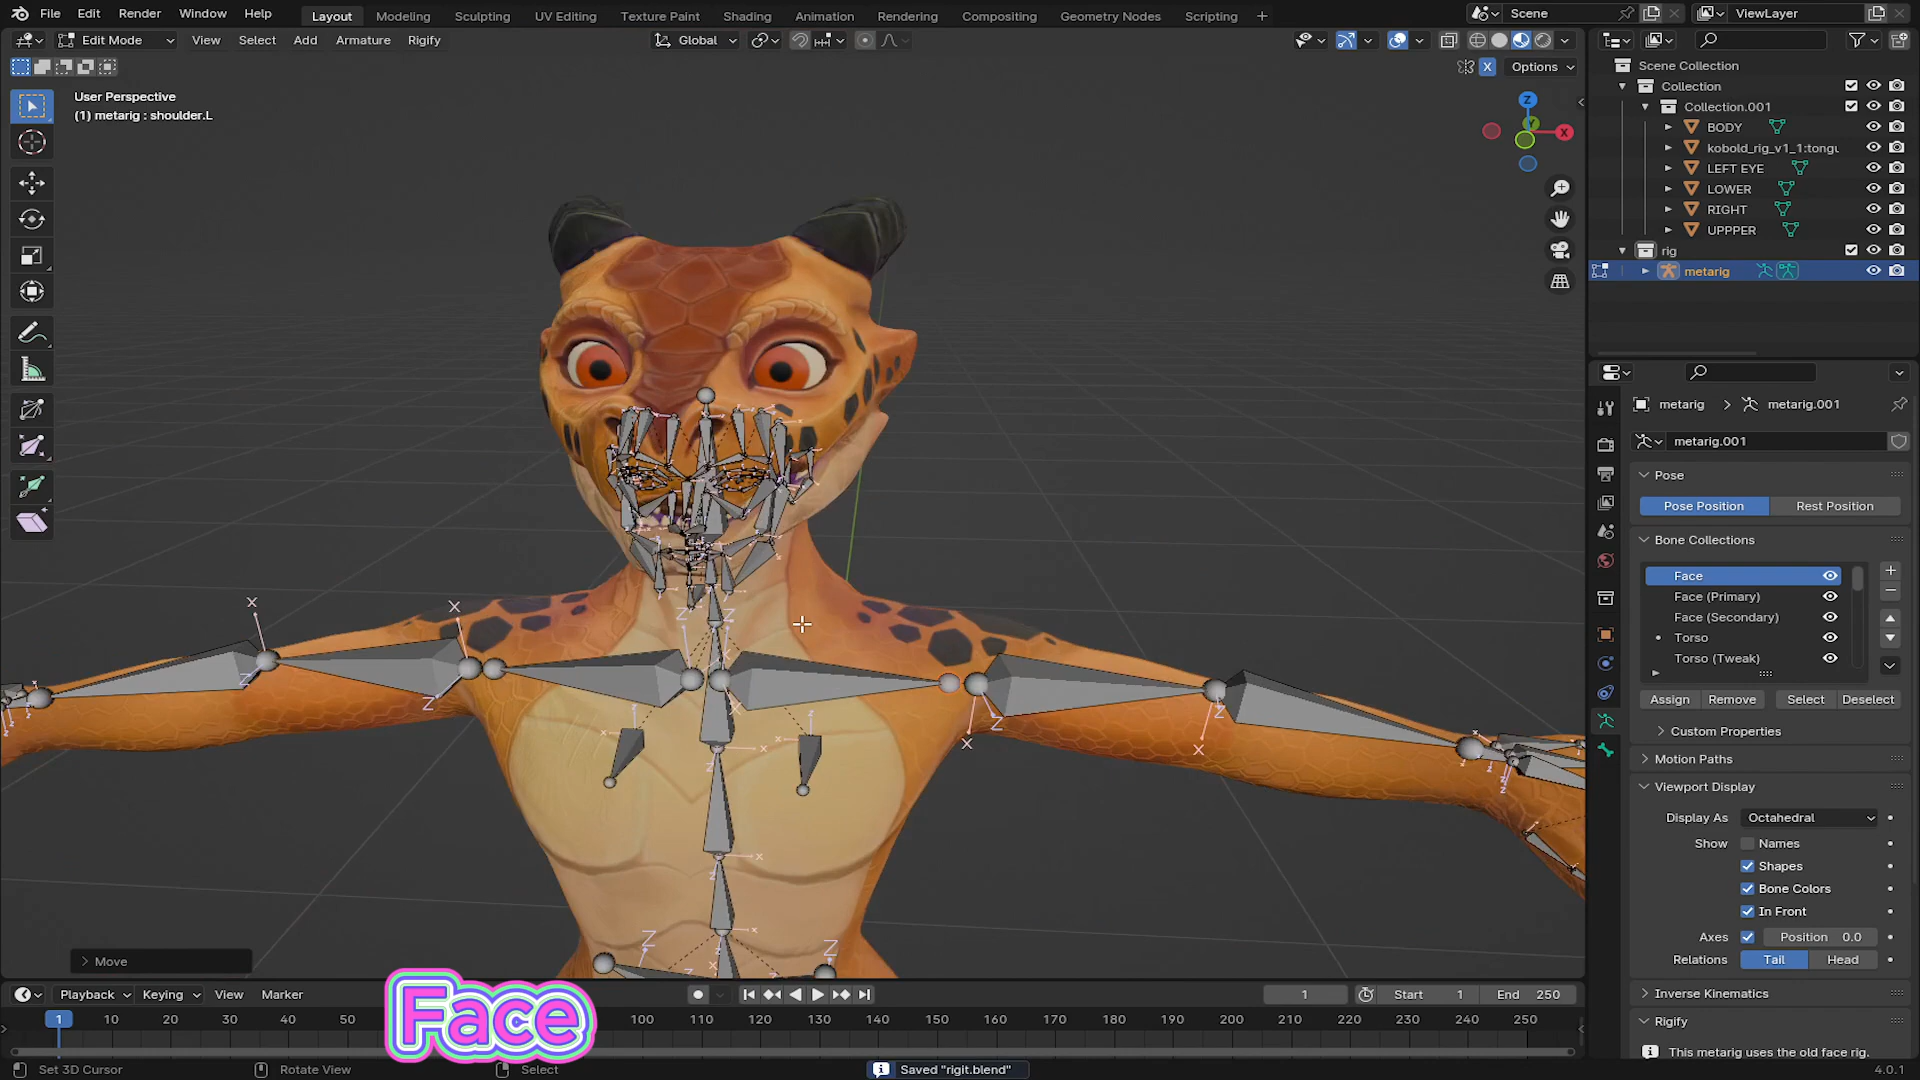 File Edit Render Window Help Layout Modeling Sculpting UV Editing Texture Paint Shading Animation Rendering Compositing Geometry Nodes Scripting + Scene ViewLayer
Edit Mode View Select Add Armature Rigify Global
X Options
User Perspective
(1) metarig : shoulder.L
Scene Collection
Collection
Collection.001
BODY
kobold_rig_v1_1:tongu
LEFT EYE
LOWER
RIGHT
UPPPER
rig
metarig
metarig > metarig.001
metarig.001
Pose
Pose Position Rest Position
Bone Collections
Face
Face (Primary)
Face (Secondary)
Torso
Torso (Tweak)
Assign Remove Select Deselect
Custom Properties
Motion Paths
Viewport Display
Display As Octahedral
Show Names
Shapes
Bone Colors
In Front
Axes Position 0.0
Relations Tail Head
Inverse Kinematics
Rigify
This metarig uses the old face rig.
Move
Playback Keying View Marker 1 Start 1 End 250
1 10 20 30 40 50 100 110 120 130 140 150 160 170 180 190 200 210 220 230 240 250
Face
Set 3D Cursor Rotate View Select Saved "rigit.blend" 4.0.1